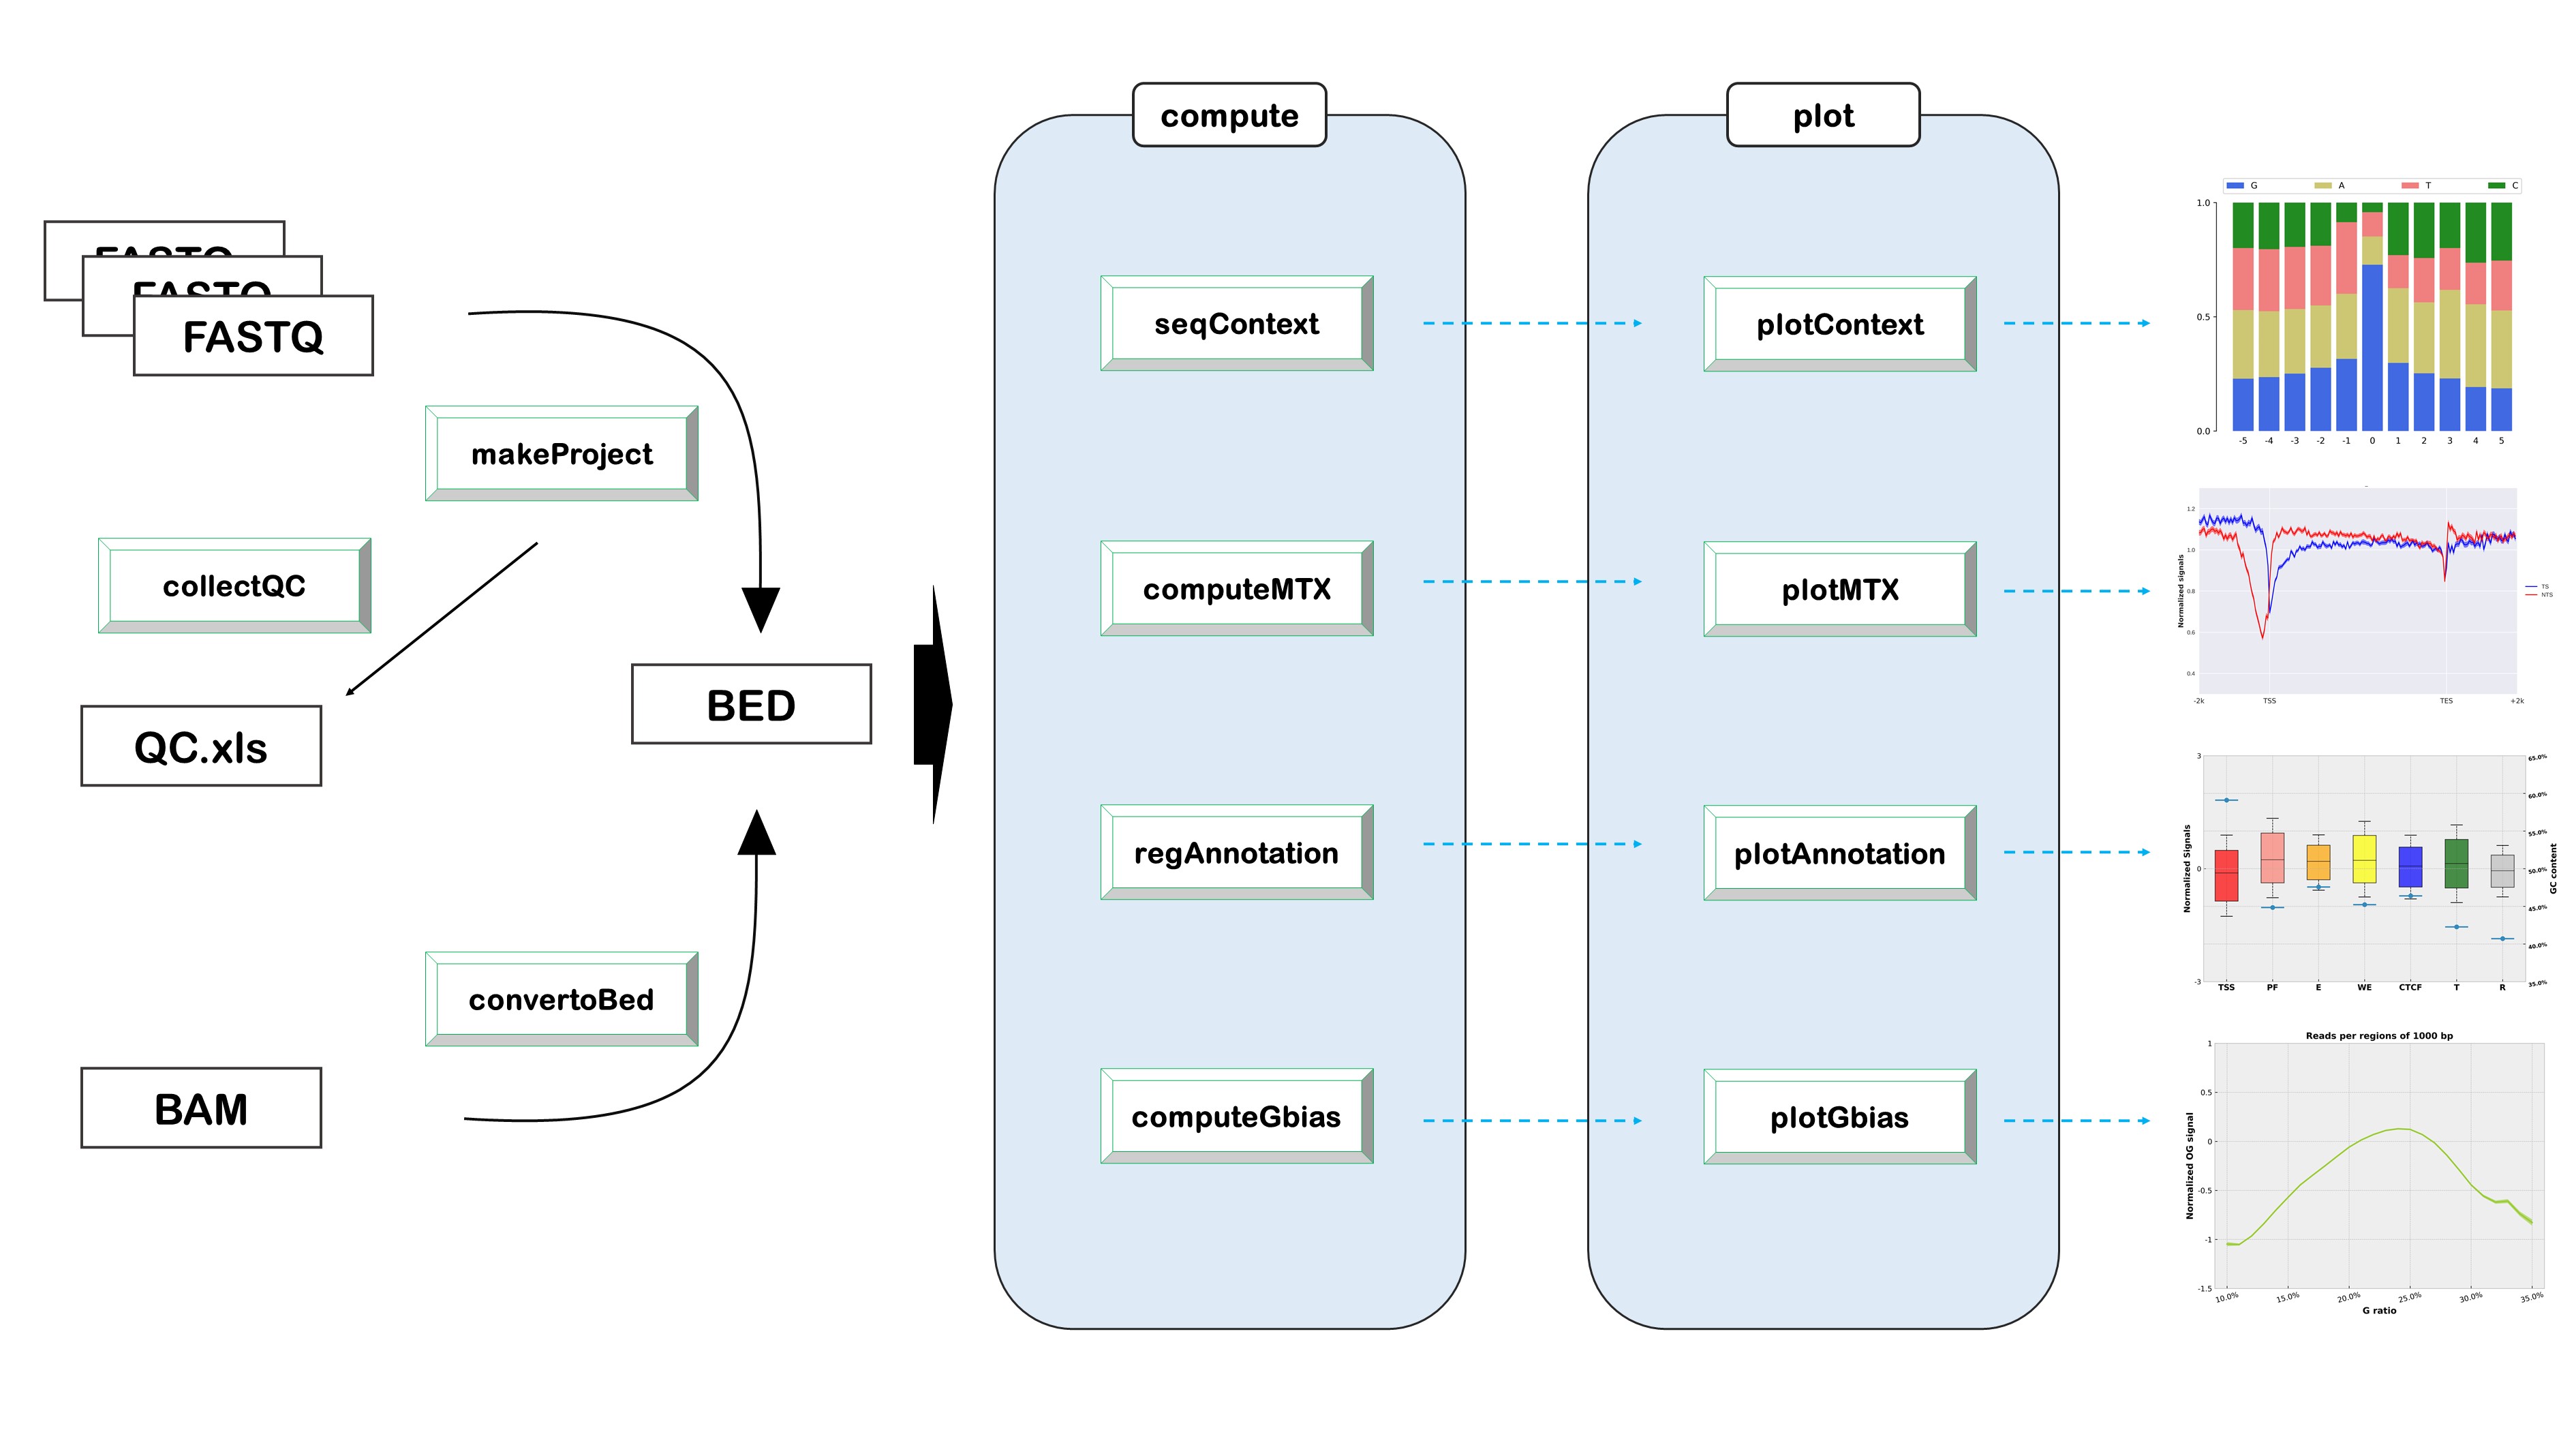 FASTQ
FASTQ
FASTQ
makeProject
collectQC
QC.xls
BED
convertoBed
BAM
compute
seqContext
computeMTX
regAnnotation
computeGbias
plot
plotContext
plotMTX
plotAnnotation
plotGbias
G A T C
1.0
0.5
0.0
-5 -4 -3 -2 -1 0 1 2 3 4 5
Normalized signals
1.2
1.0
0.8
0.6
0.4
-2k TSS TES +2k
TS
NTS
Normalized Signals
3
0
-3
TSS PF E WE CTCF T R
65.0%
60.0%
55.0%
50.0%
45.0%
40.0%
35.0%
GC content
Reads per regions of 1000 bp
Normalized OG signal
1
0.5
0
-0.5
-1
-1.5
10.0% 15.0% 20.0% 25.0% 30.0% 35.0%
G ratio